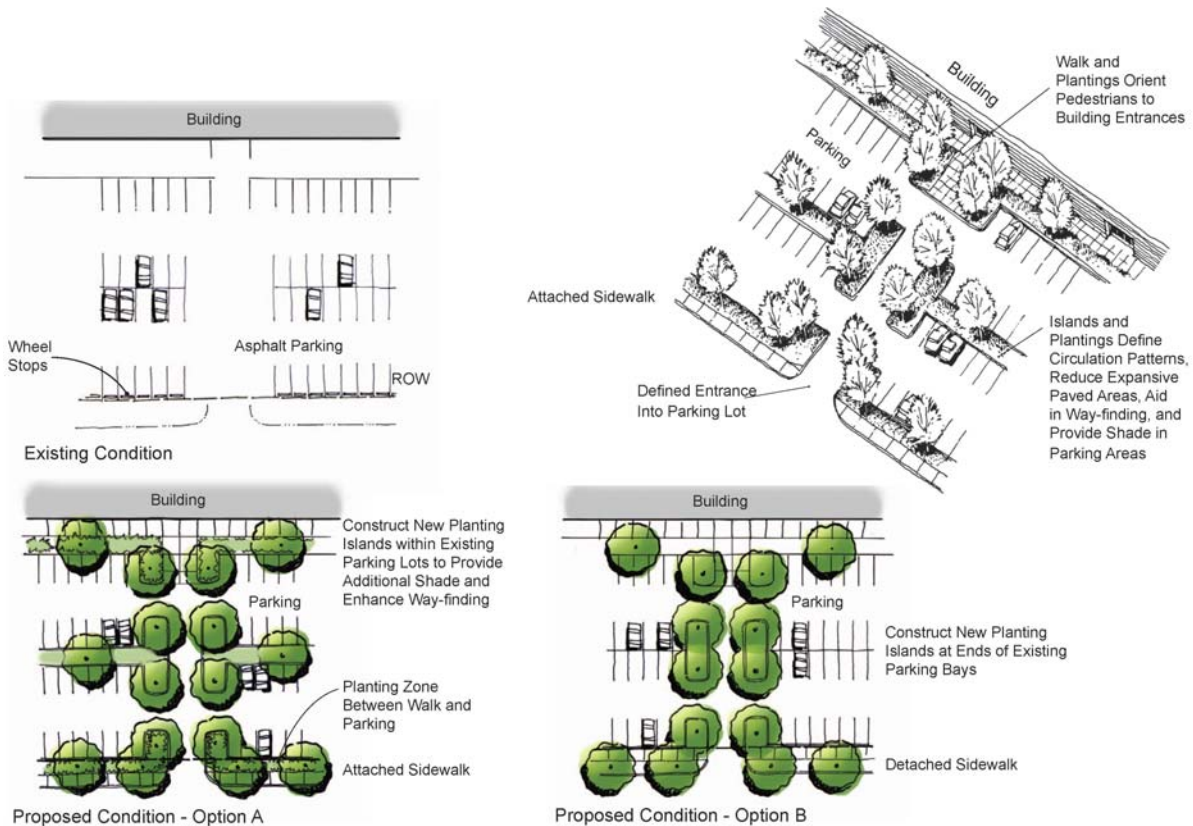 Building
Wheel
Stops
Asphalt Parking
ROW
Existing Condition
Building
Parking
Walk and
Plantings Orient
Pedestrians to
Building Entrances
Attached Sidewalk
Defined Entrance
Into Parking Lot
Islands and
Plantings Define
Circulation Patterns,
Reduce Expansive
Paved Areas, Aid
in Way-finding, and
Provide Shade in
Parking Areas
Building
Construct New Planting
Islands within Existing
Parking Lots to Provide
Additional Shade and
Enhance Way-finding
Parking
Planting Zone
Between Walk and
Parking
Attached Sidewalk
Proposed Condition - Option A
Building
Parking
Construct New Planting
Islands at Ends of Existing
Parking Bays
Detached Sidewalk
Proposed Condition - Option B